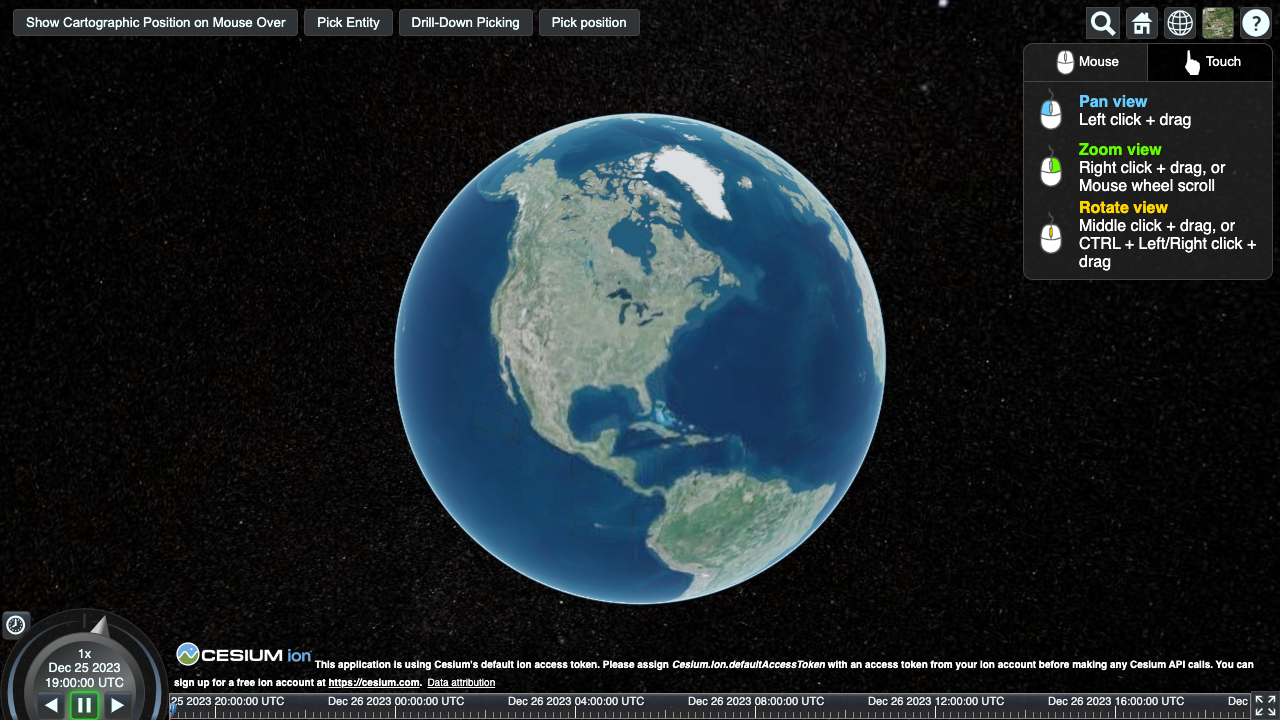 Show Cartographic Position on Mouse Over
Pick Entity
Drill-Down Picking
Pick position
?
Mouse
Touch
Pan view
Left click + drag
Zoom view
Right click + drag, or
Mouse wheel scroll
Rotate view
Middle click + drag, or
CTRL + Left/Right click +
drag
1x
Dec 25 2023
19:00:00 UTC
CESIUM ion
This application is using Cesium's default ion access token. Please assign Cesium.Ion.defaultAccessToken with an access token from your ion account before making any Cesium API calls. You can
sign up for a free ion account at https://cesium.com. Data attribution
25 2023 20:00:00 UTC
Dec 26 2023 00:00:00 UTC
Dec 26 2023 04:00:00 UTC
Dec 26 2023 08:00:00 UTC
Dec 26 2023 12:00:00 UTC
Dec 26 2023 16:00:00 UTC
Dec